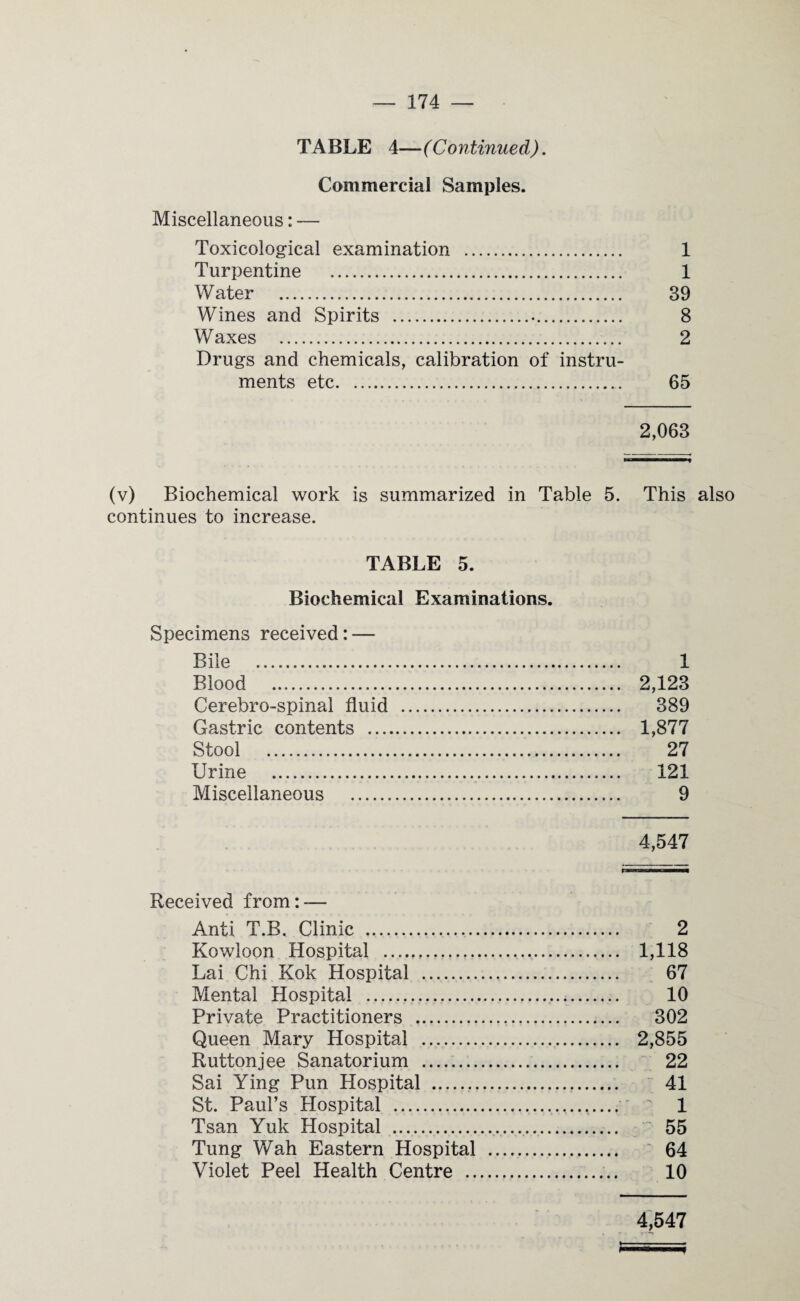 — 174 —
TABLE 4—(Continued).
Commercial Samples.
Miscellaneous: —
Toxicological examination ........................ 1
Turpentine ........................ 1
Water ........................ 39
Wines and Spirits ........................ 8
Waxes ........................ 2
Drugs and chemicals, calibration of instru-
ments etc. ........................ 65
2,063
(v) Biochemical work is summarized in Table 5. This also
continues to increase.
TABLE 5.
Biochemical Examinations.
Specimens received: —
Bile ........................ 1
Blood ........................ 2,123
Cerebro-spinal fluid ........................ 389
Gastric contents ........................ 1,877
Stool ........................ 27
Urine ........................ 121
Miscellaneous ........................ 9
4,547
Received from: —
Anti T.B. Clinic ........................ 2
Kowloon Hospital ........................ 1,118
Lai Chi Kok Hospital ........................ 67
Mental Hospital ........................ 10
Private Practitioners ........................ 302
Queen Mary Hospital ........................ 2,855
Ruttonjee Sanatorium ........................ 22
Sai Ying Pun Hospital ........................ 41
St. Paul's Hospital ........................ 1
Tsan Yuk Hospital ........................ 55
Tung Wah Eastern Hospital ........................ 64
Violet Peel Health Centre ........................ 10
4,547